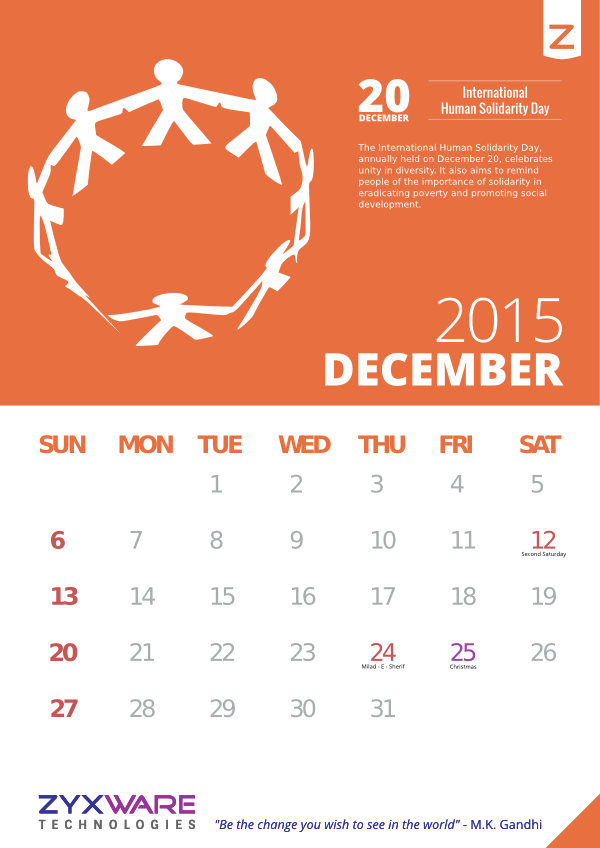 Z
20
DECEMBER
International
Human Solidarity Day
The International Human Solidarity Day,
annually held on December 20, celebrates
unity in diversity. It also aims to remind
people of the importance of solidarity in
eradicating poverty and promoting social
development.
2015
DECEMBER
SUN MON TUE WED THU FRI SAT
1 2 3 4 5
6 7 8 9 10 11 12
Second Saturday
13 14 15 16 17 18 19
20 21 22 23 24 25 26
Milad - E - Sherif Christmas
27 28 29 30 31
ZYXWARE
TECHNOLOGIES
"Be the change you wish to see in the world" - M.K. Gandhi